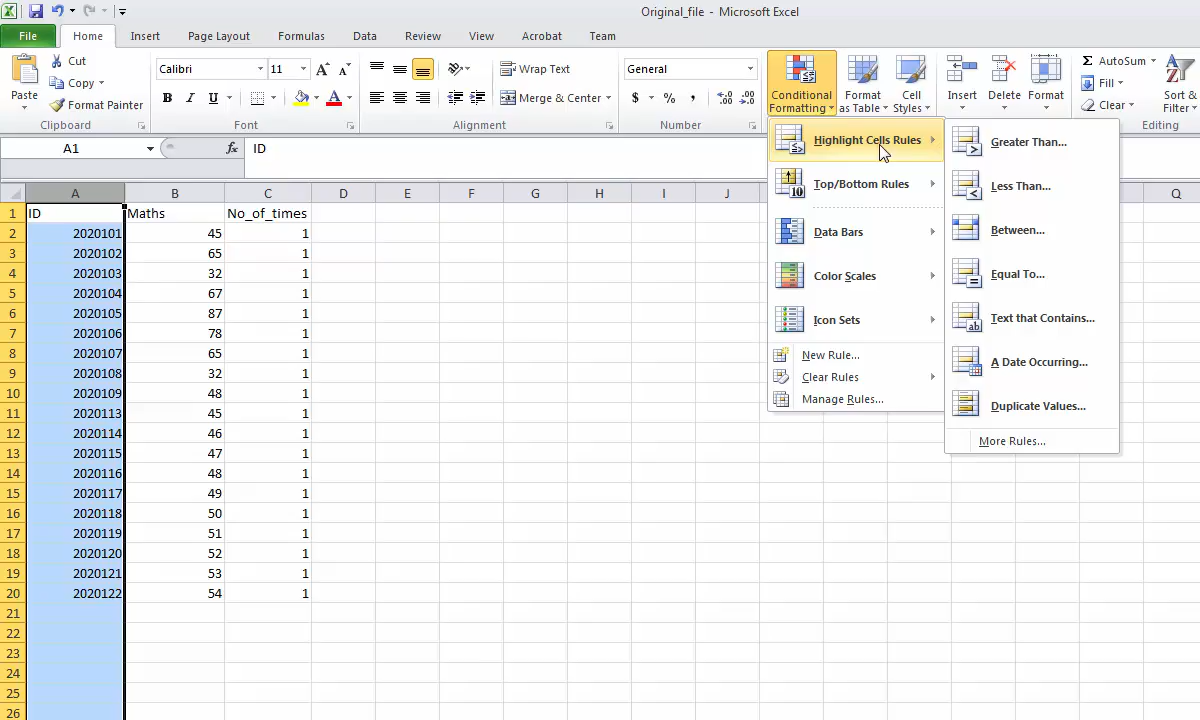 Original_file - Microsoft Excel
File Home Insert Page Layout Formulas Data Review View Acrobat Team
Paste
Cut
Copy
Format Painter
Clipboard
Calibri 11 A A
B I U A
Font
Wrap Text
Merge & Center
Alignment
General
$ % , .00 .00
Number
Conditional Formatting
Format as Table
Cell Styles
Insert
Delete
Format
Σ AutoSum
Fill
Clear
Sort & Filter
Editing
A1 fx ID
A B C D E F G H I J Q
1 ID Maths No_of_times
2 2020101 45 1
3 2020102 65 1
4 2020103 32 1
5 2020104 67 1
6 2020105 87 1
7 2020106 78 1
8 2020107 65 1
9 2020108 32 1
10 2020109 48 1
11 2020113 45 1
12 2020114 46 1
13 2020115 47 1
14 2020116 48 1
15 2020117 49 1
16 2020118 50 1
17 2020119 51 1
18 2020120 52 1
19 2020121 53 1
20 2020122 54 1
21
22
23
24
25
26
Highlight Cells Rules
Top/Bottom Rules
Data Bars
Color Scales
Icon Sets
New Rule...
Clear Rules
Manage Rules...
Greater Than...
Less Than...
Between...
Equal To...
Text that Contains...
A Date Occurring...
Duplicate Values...
More Rules...